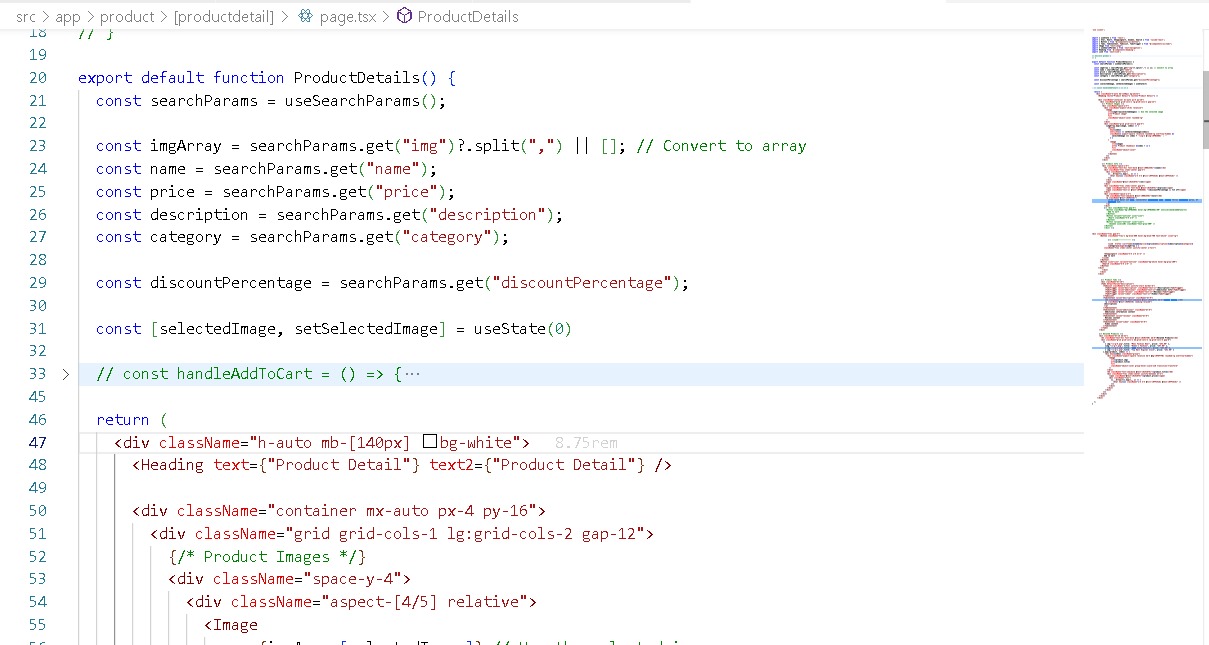 src > app > product > [productdetail] > page.tsx > ProductDetails
18 // }
19
20 export default function ProductDetails() {
21 const searchParams = useSearchParams();
22
23 const imgArray = searchParams.get("img")?.split(",") || []; // Convert to array
24 const name = searchParams.get("name");
25 const price = searchParams.get("price");
26 const description = searchParams.get("description");
27 const category = searchParams.get("category");
28
29 const discountPercentage = searchParams.get("discountPercentage");
30
31 const [selectedImage, setSelectedImage] = useState(0)
32
33 > // const handleAddToCart = () => {···
45
46 return (
47 <div className="h-auto mb-[140px] bg-white"> 8.75rem
48 <Heading text={"Product Detail"} text2={"Product Detail"} />
49
50 <div className="container mx-auto px-4 py-16">
51 <div className="grid grid-cols-1 lg:grid-cols-2 gap-12">
52 {/* Product Images */}
53 <div className="space-y-4">
54 <div className="aspect-[4/5] relative">
55 <Image